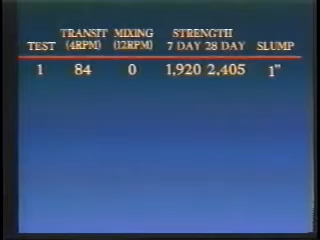 TRANSIT MIXING STRENGTH
TEST (4RPM) (12RPM) 7 DAY 28 DAY SLUMP
1 84 0 1,920 2,405 1"